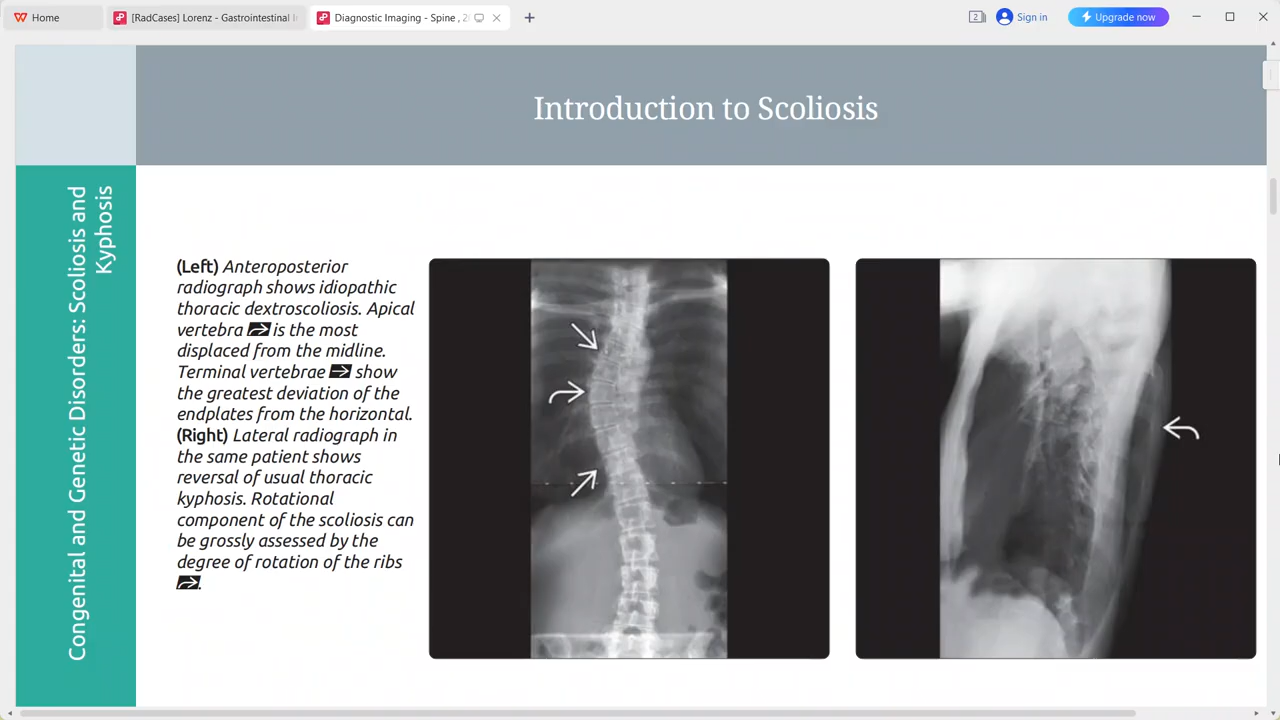 Home
[RadCases] Lorenz - Gastrointestinal I
Diagnostic Imaging - Spine , 2
2
Sign in
Upgrade now
Introduction to Scoliosis
Congenital and Genetic Disorders: Scoliosis and
Kyphosis
(Left) Anteroposterior
radiograph shows idiopathic
thoracic dextroscoliosis. Apical
vertebra is the most
displaced from the midline.
Terminal vertebrae show
the greatest deviation of the
endplates from the horizontal.
(Right) Lateral radiograph in
the same patient shows
reversal of usual thoracic
kyphosis. Rotational
component of the scoliosis can
be grossly assessed by the
degree of rotation of the ribs
.